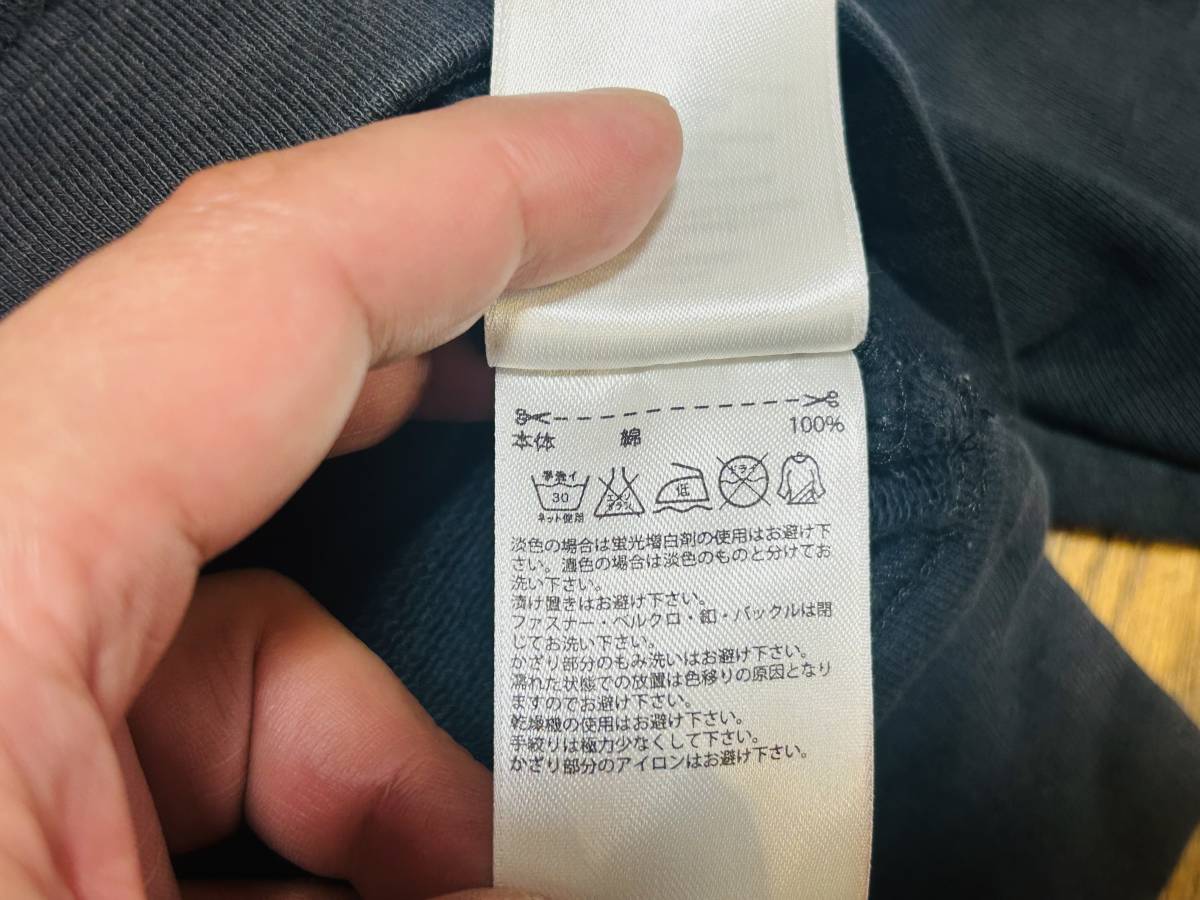 本体 綿 100%
弱洗イ
30
ネット使用
エンソ
サラシ
低
ドライ
淡色の場合は蛍光増白剤の使用はお避け下
さい。濃色の場合は淡色のものと分けてお
洗い下さい。
漬け置きはお避け下さい。
ファスナー・ベルクロ・釦・バックルは閉
じてお洗い下さい。
かざり部分のもみ洗いはお避け下さい。
濡れた状態での放置は色移りの原因となり
ますのでお避け下さい。
乾燥機の使用はお避け下さい。
手絞りは極力少なくして下さい。
かざり部分のアイロンはお避け下さい。